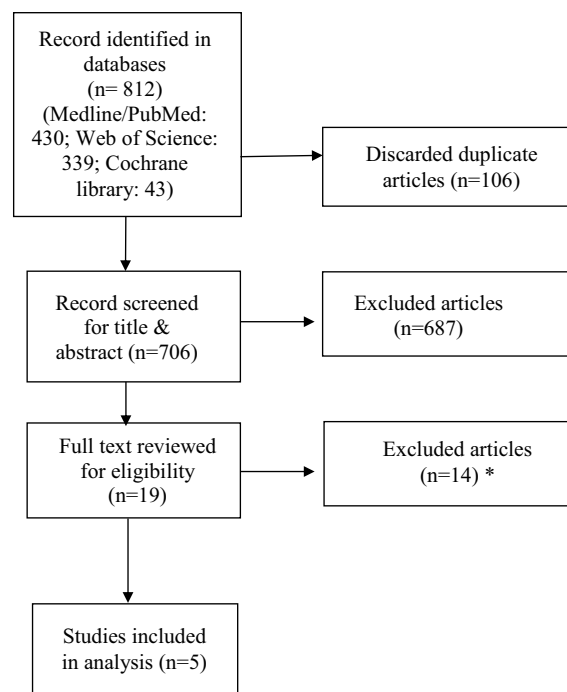 Record identified in
databases
(n= 812)
(Medline/PubMed:
430; Web of Science:
339; Cochrane
library: 43)
Discarded duplicate
articles (n=106)
Record screened
for title &
abstract (n=706)
Excluded articles
(n=687)
Full text reviewed
for eligibility
(n=19)
Excluded articles
(n=14) *
Studies included
in analysis (n=5)